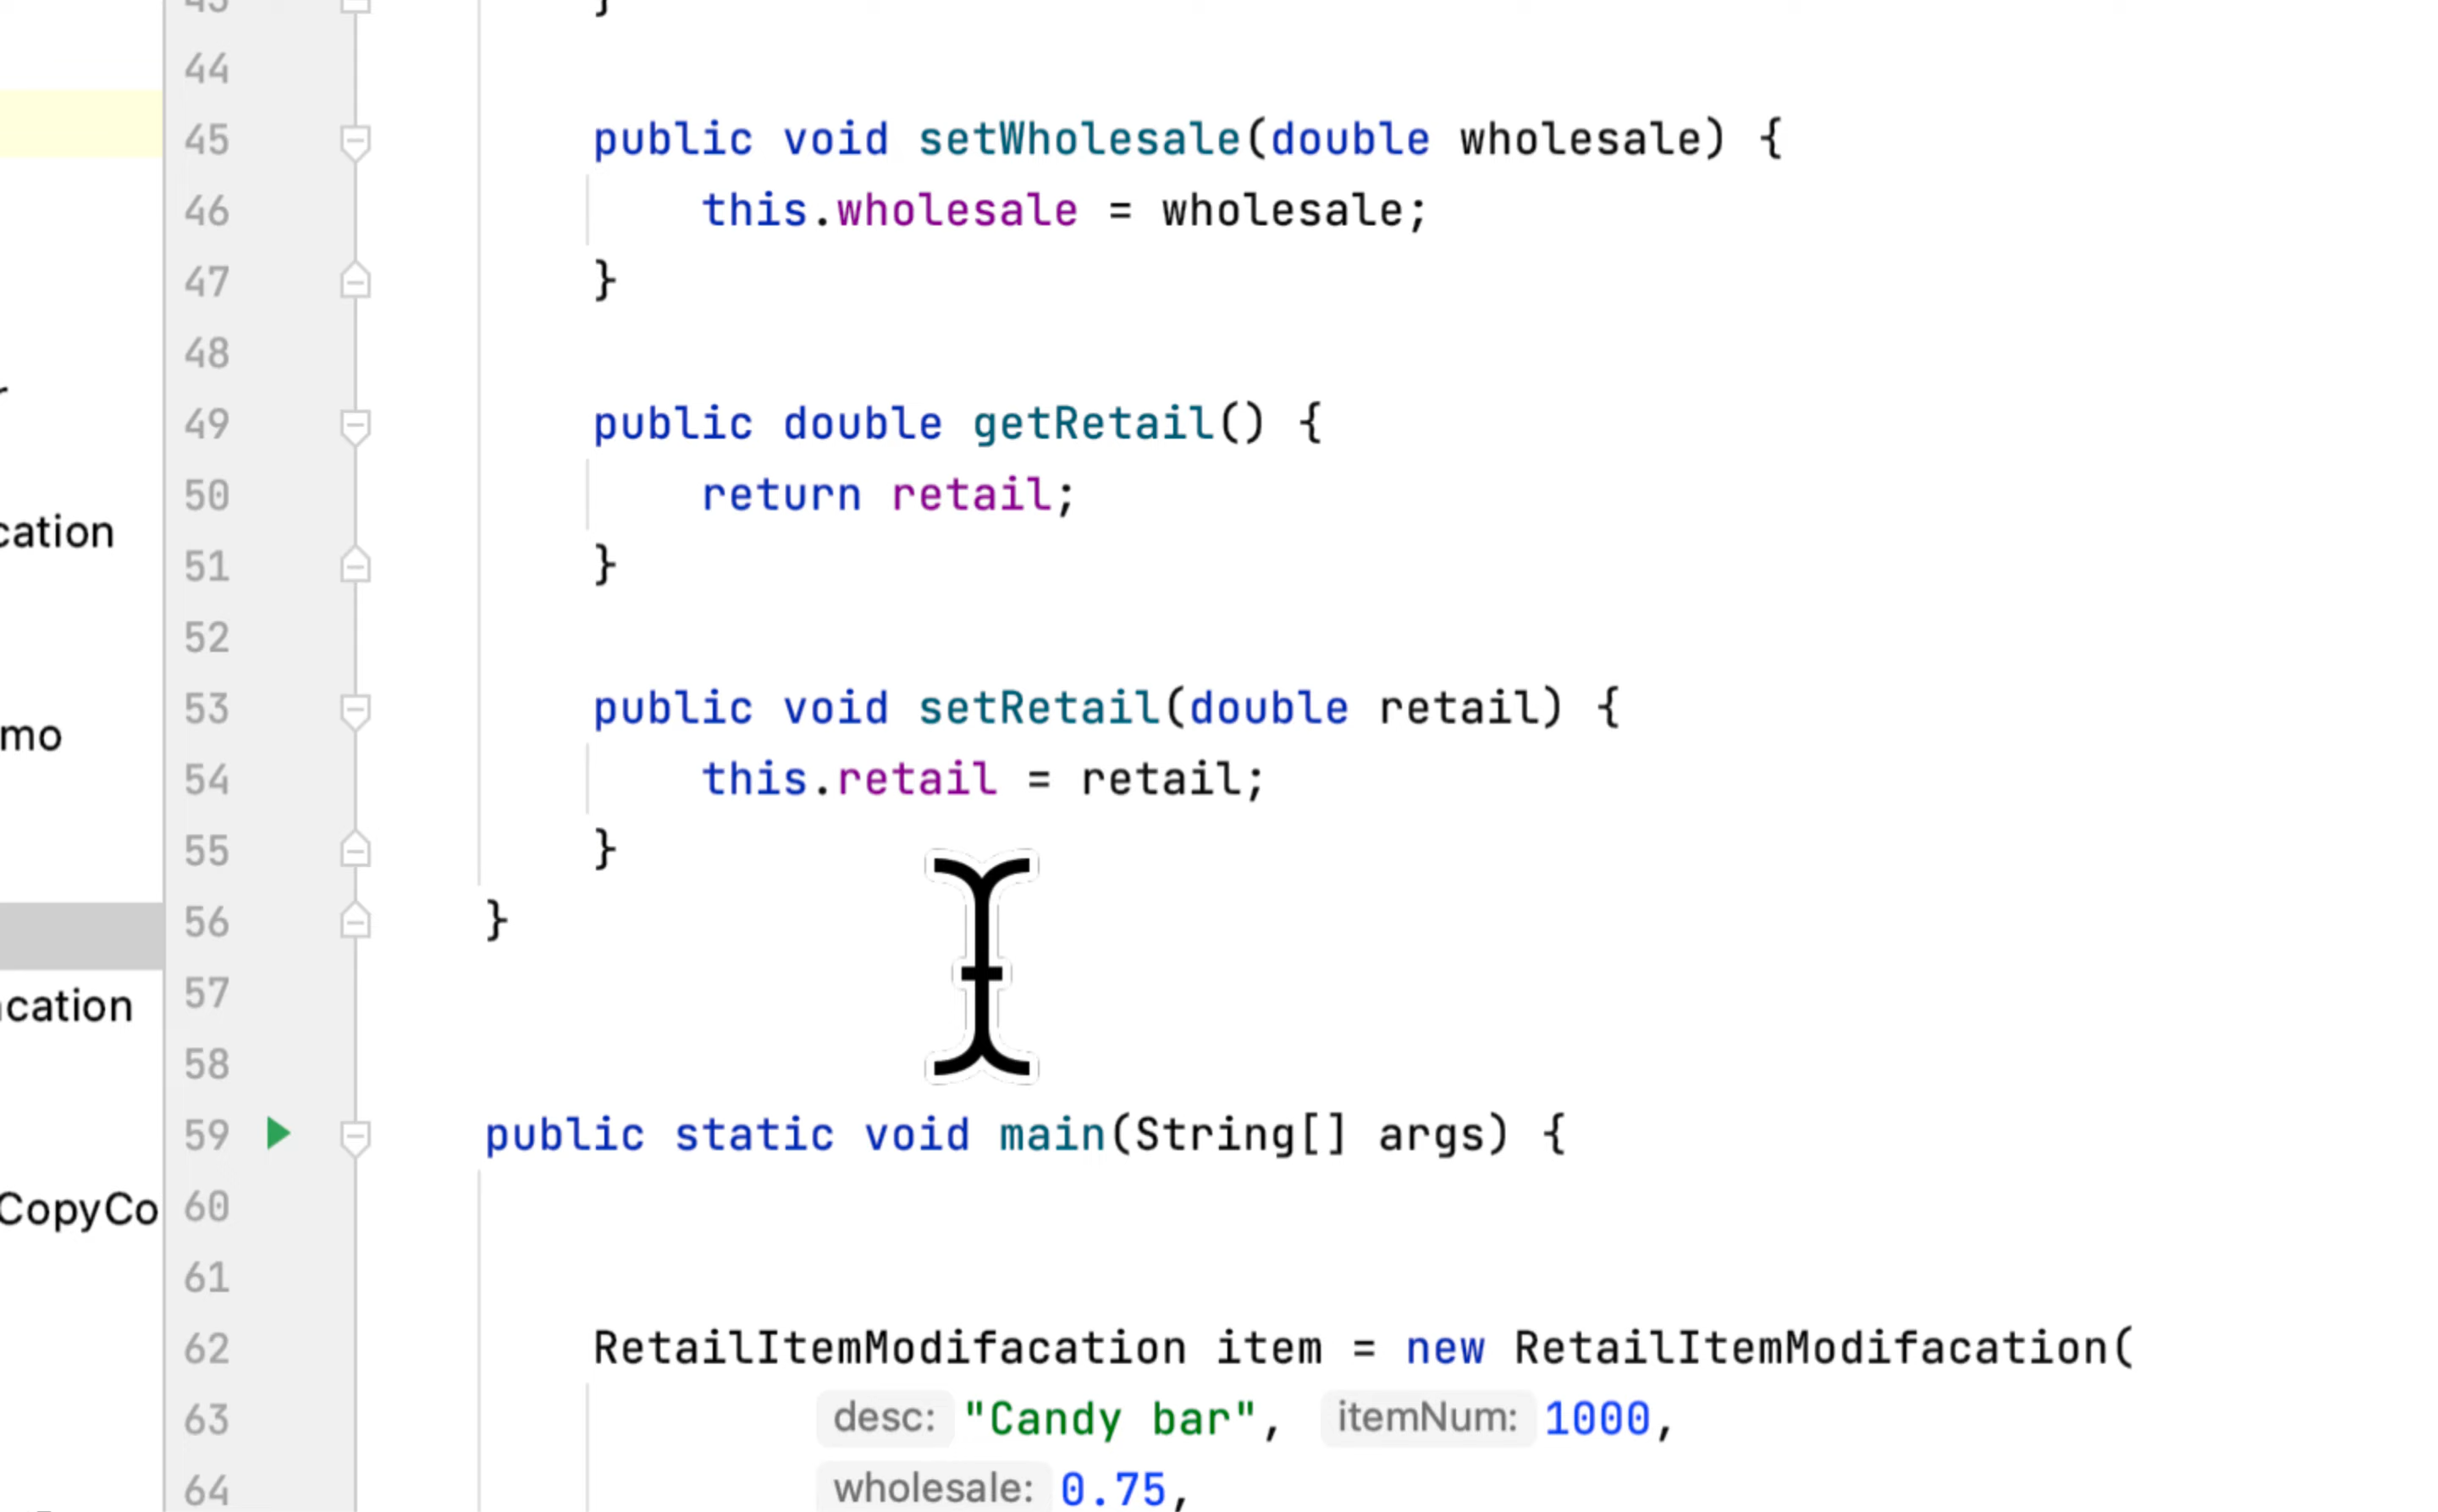 }
44
45 public void setWholesale(double wholesale) {
46 this.wholesale = wholesale;
47 }
48
49 public double getRetail() {
cation
50 return retail;
51 }
52
mo
53 public void setRetail(double retail) {
54 this.retail = retail;
55 }
56 }
57
cation
58
59 public static void main(String[] args) {
CopyCo
60
61
62 RetailItemModifacation item = new RetailItemModifacation(
63 desc: "Candy bar", itemNum: 1000,
64 wholesale: 0.75,